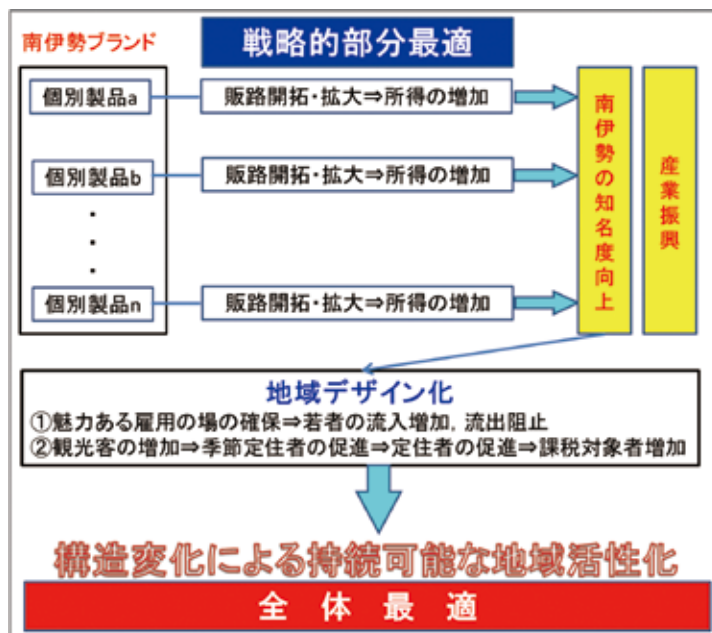 南伊勢ブランド
戦略的部分最適
個別製品a
販路開拓・拡大⇒所得の増加
個別製品b
販路開拓・拡大⇒所得の増加
・
・
・
個別製品n
販路開拓・拡大⇒所得の増加
南伊勢の知名度向上
産業振興
地域デザイン化
①魅力ある雇用の場の確保⇒若者の流入増加, 流出阻止
②観光客の増加⇒季節定住者の促進⇒定住者の促進⇒課税対象者増加
構造変化による持続可能な地域活性化
全体最適